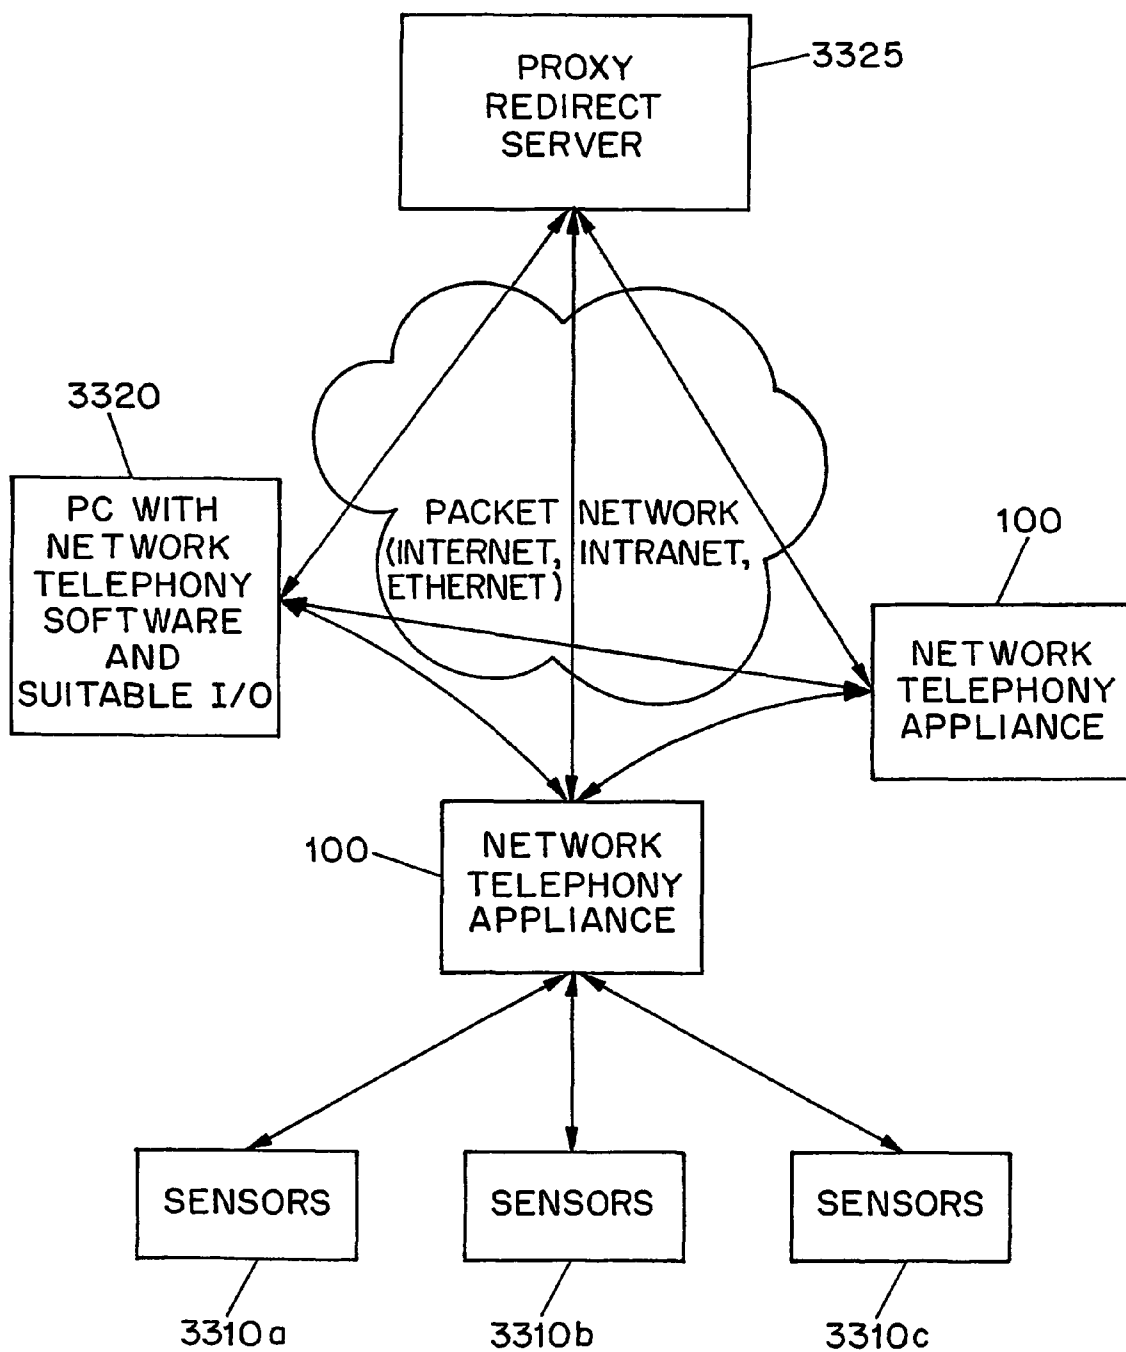 PROXY
REDIRECT
SERVER
3325
3320
PC WITH
NETWORK
TELEPHONY
SOFTWARE
AND
SUITABLE I/O
PACKET NETWORK
(INTERNET, INTRANET,
ETHERNET)
100
NETWORK
TELEPHONY
APPLIANCE
100
NETWORK
TELEPHONY
APPLIANCE
SENSORS
SENSORS
SENSORS
3310a
3310b
3310c